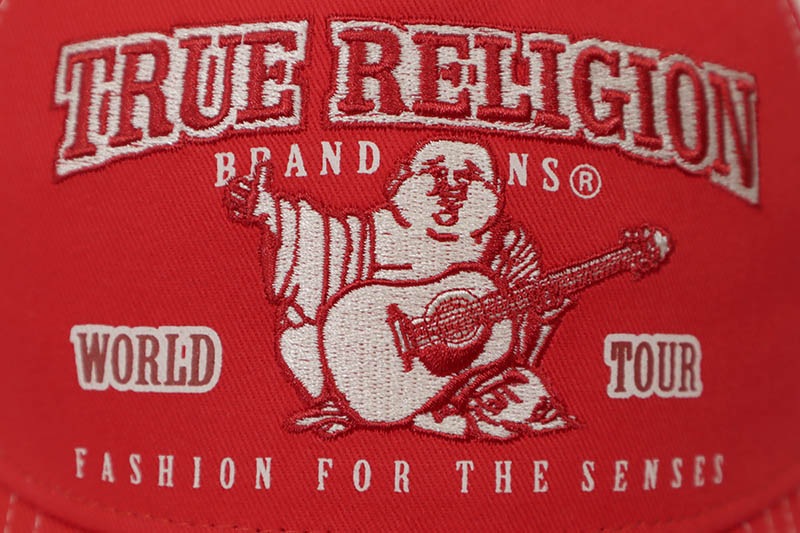 TRUE RELIGION
BRAND NS®
WORLD TOUR
FASHION FOR THE SENSES